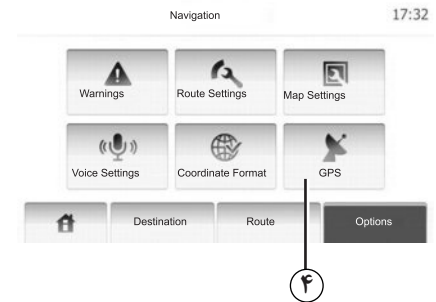 Navigation 17:32
Warnings Route Settings Map Settings
Voice Settings Coordinate Format GPS
Destination Route Options
۴